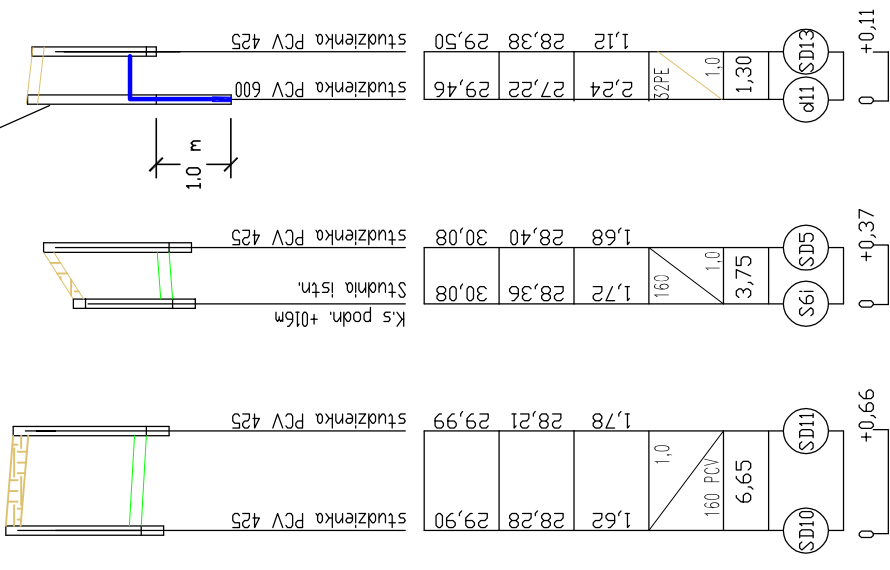 studzienka PCV 425
29,50
28,38
1,12
SD13
+0,11
studzienka PCV 600
29,46
27,22
2,24
32PE
1,0
1,30
d11
0
1.0 m
studzienka PCV 425
30,08
28,40
1,68
SD5
+0,37
Studnia istn.
K.s podn. +016m
30,08
28,36
1,72
160
1,0
3,75
S6i
0
studzienka PCV 425
29,99
28,21
1,78
SD11
+0,66
1,0
160 PCV
6,65
studzienka PCV 425
29,90
28,28
1,62
SD10
0